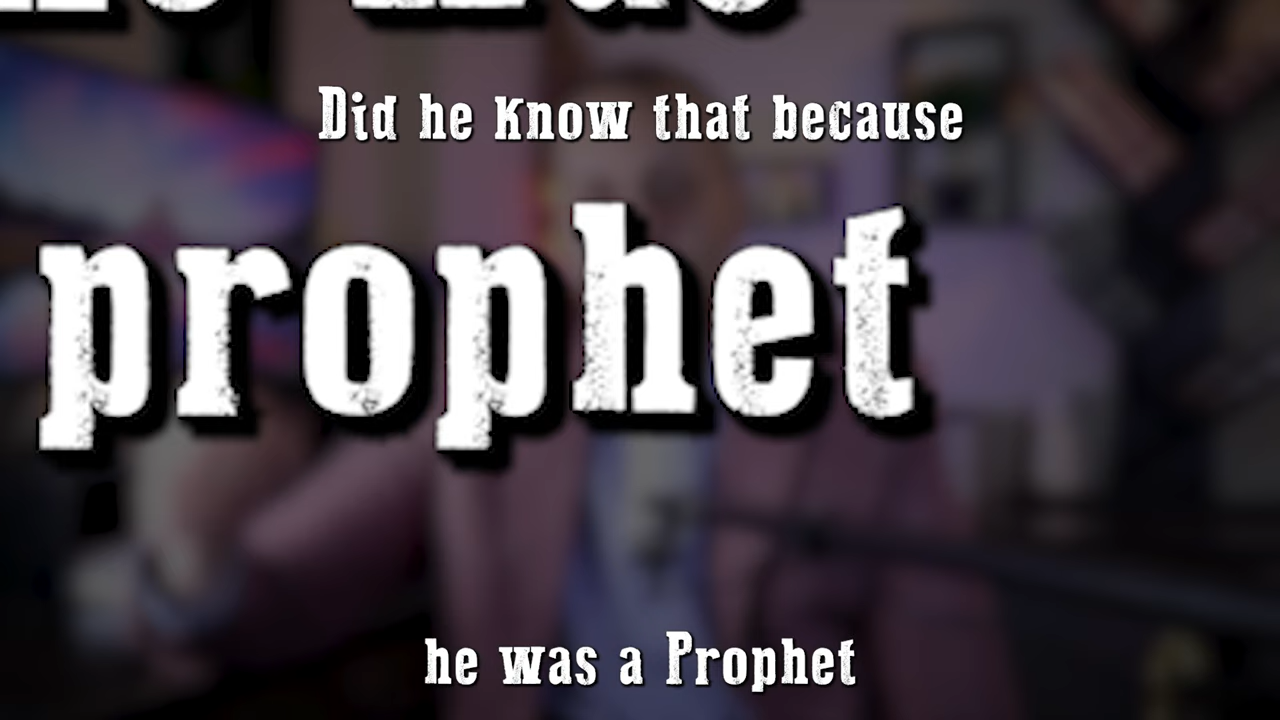 Did he know that because
prophet
he was a Prophet